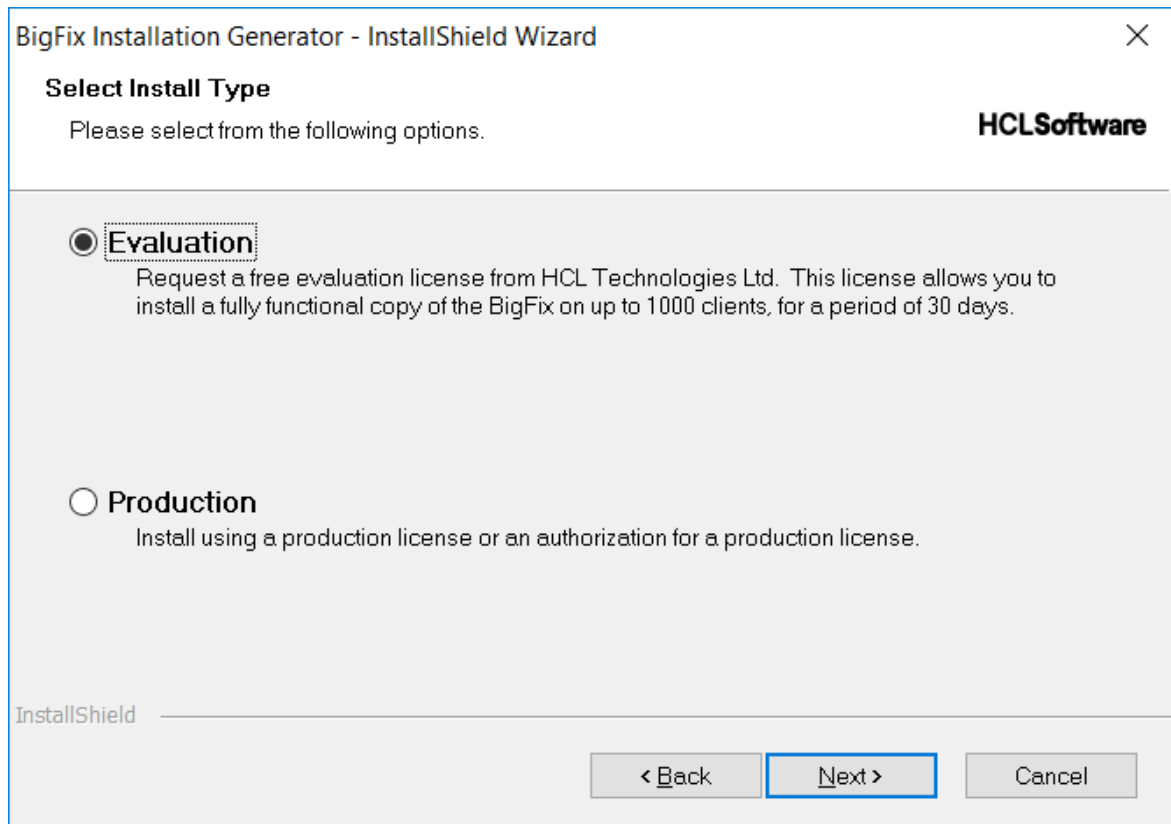 BigFix Installation Generator - InstallShield Wizard
Select Install Type
Please select from the following options.
HCLSoftware
Evaluation
Request a free evaluation license from HCL Technologies Ltd.  This license allows you to
install a fully functional copy of the BigFix on up to 1000 clients, for a period of 30 days.
Production
Install using a production license or an authorization for a production license.
InstallShield
< Back
Next >
Cancel